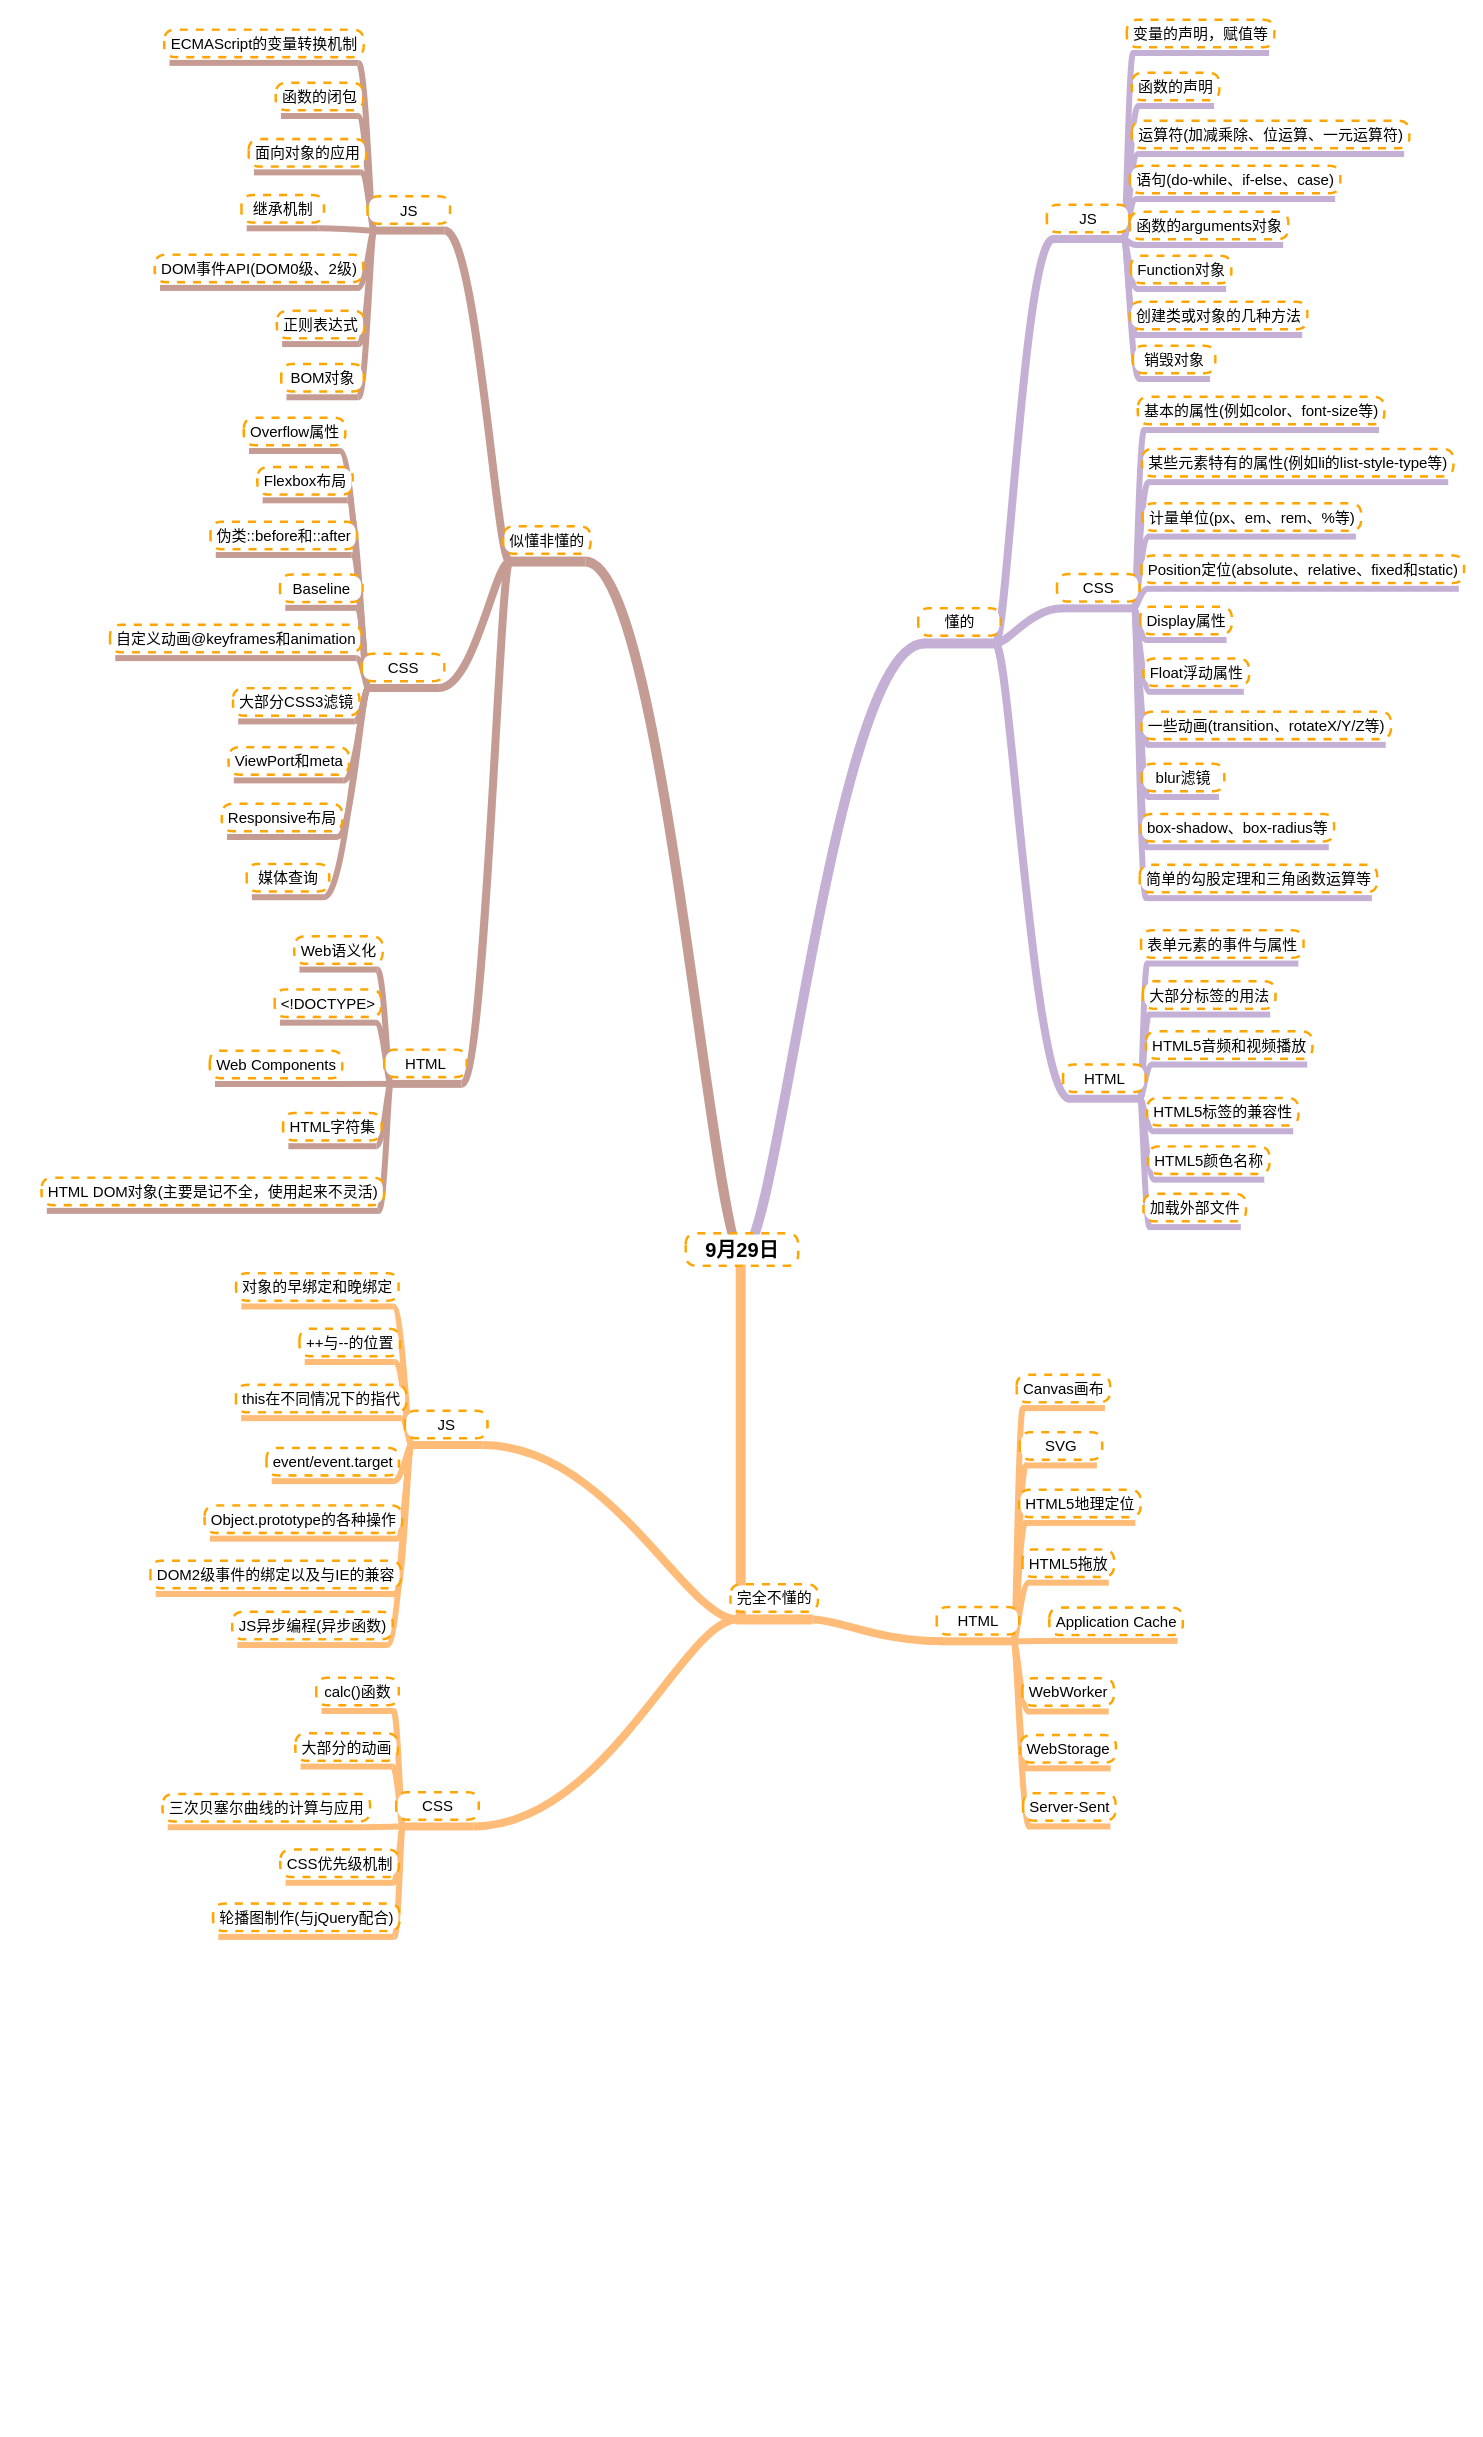 9月29日
懂的
JS
变量的声明，赋值等
函数的声明
运算符(加减乘除、位运算、一元运算符)
语句(do-while、if-else、case)
函数的arguments对象
Function对象
创建类或对象的几种方法
销毁对象
CSS
基本的属性(例如color、font-size等)
某些元素特有的属性(例如li的list-style-type等)
计量单位(px、em、rem、%等)
Position定位(absolute、relative、fixed和static)
Display属性
Float浮动属性
一些动画(transition、rotateX/Y/Z等)
blur滤镜
box-shadow、box-radius等
简单的勾股定理和三角函数运算等
HTML
表单元素的事件与属性
大部分标签的用法
HTML5音频和视频播放
HTML5标签的兼容性
HTML5颜色名称
加载外部文件
似懂非懂的
JS
ECMAScript的变量转换机制
函数的闭包
面向对象的应用
继承机制
DOM事件API(DOM0级、2级)
正则表达式
BOM对象
CSS
Overflow属性
Flexbox布局
伪类::before和::after
Baseline
自定义动画@keyframes和animation
大部分CSS3滤镜
ViewPort和meta
Responsive布局
媒体查询
HTML
Web语义化
<!DOCTYPE>
Web Components
HTML字符集
HTML DOM对象(主要是记不全，使用起来不灵活)
完全不懂的
JS
对象的早绑定和晚绑定
++与--的位置
this在不同情况下的指代
event/event.target
Object.prototype的各种操作
DOM2级事件的绑定以及与IE的兼容
JS异步编程(异步函数)
CSS
calc()函数
大部分的动画
三次贝塞尔曲线的计算与应用
CSS优先级机制
轮播图制作(与jQuery配合)
HTML
Canvas画布
SVG
HTML5地理定位
HTML5拖放
Application Cache
WebWorker
WebStorage
Server-Sent